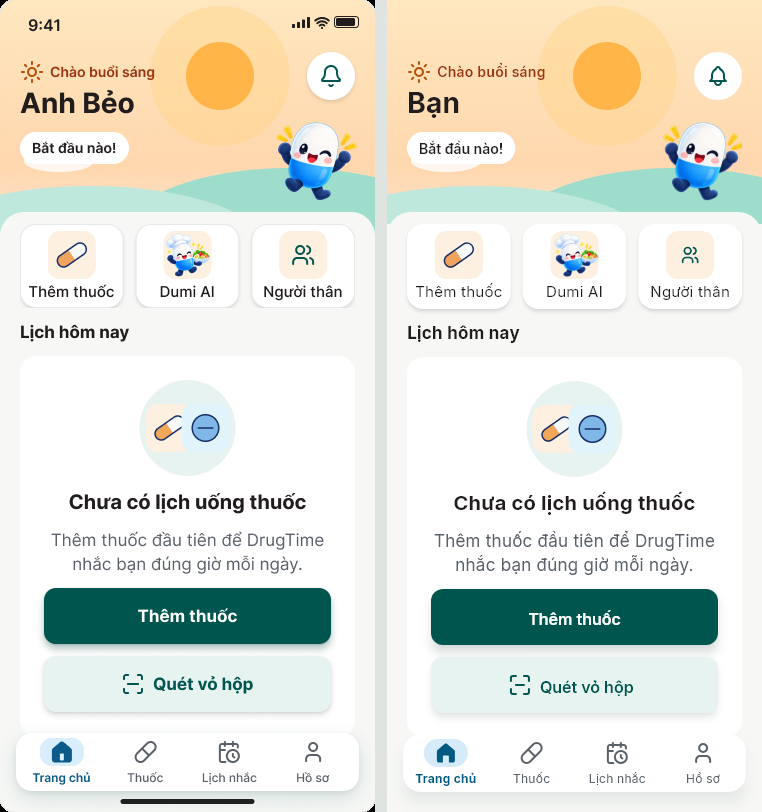 9:41
Chào buổi sáng
Anh Bẻo
Bắt đầu nào!
Thêm thuốc
Dumi AI
Người thân
Lịch hôm nay
Chưa có lịch uống thuốc
Thêm thuốc đầu tiên để DrugTime
nhắc bạn đúng giờ mỗi ngày.
Thêm thuốc
Quét vỏ hộp
Trang chủ
Thuốc
Lịch nhắc
Hồ sơ
Chào buổi sáng
Bạn
Bắt đầu nào!
Thêm thuốc
Dumi AI
Người thân
Lịch hôm nay
Chưa có lịch uống thuốc
Thêm thuốc đầu tiên để DrugTime
nhắc bạn đúng giờ mỗi ngày.
Thêm thuốc
Quét vỏ hộp
Trang chủ
Thuốc
Lịch nhắc
Hồ sơ